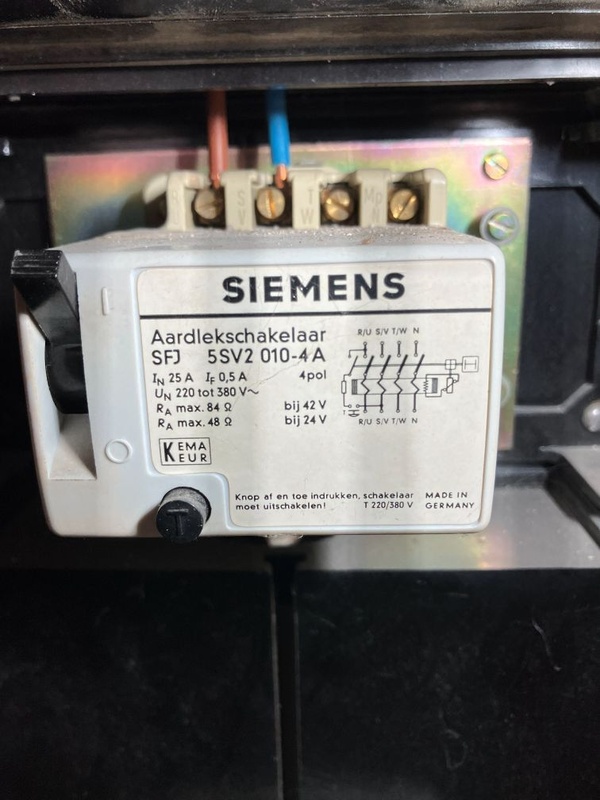 S V
T W
Mp N
I
SIEMENS
Aardlekschakelaar
SFJ 5SV2 010-4A
IN 25 A IF 0,5 A 4pol
UN 220 tot 380 V~
RA max. 84 Ω bij 42 V
RA max. 48 Ω bij 24 V
KEMA
KEUR
R/U S/V T/W N
T
R/U S/V T/W N
O
Knop af en toe indrukken, schakelaar
moet uitschakelen! T 220/380 V
MADE IN
GERMANY
T